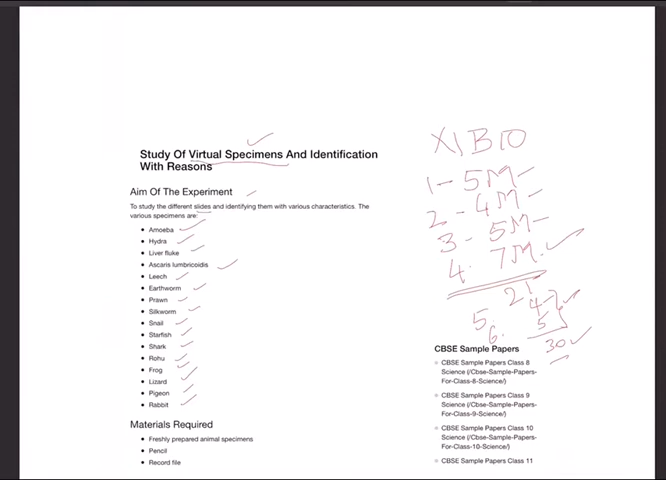 Study Of Virtual Specimens And Identification
With Reasons
Aim Of The Experiment
To study the different slides and identifying them with various characteristics. The
various specimens are:
Amoeba
Hydra
Liver fluke
Ascaris lumbricoidis
Leech
Earthworm
Prawn
Silkworm
Snail
Starfish
Shark
Rohu
Frog
Lizard
Pigeon
Rabbit
Materials Required
Freshly prepared animal specimens
Pencil
Record file
XI BIO
1 - 5M -
2 - 4M -
3 - 5M -
4. 7M.
21
5.
6.
4
5
30
CBSE Sample Papers
CBSE Sample Papers Class 8
Science (/Cbse-Sample-Papers-
For-Class-8-Science/)
CBSE Sample Papers Class 9
Science (/Cbse-Sample-Papers-
For-Class-9-Science/)
CBSE Sample Papers Class 10
Science (/Cbse-Sample-Papers-
For-Class-10-Science/)
CBSE Sample Papers Class 11